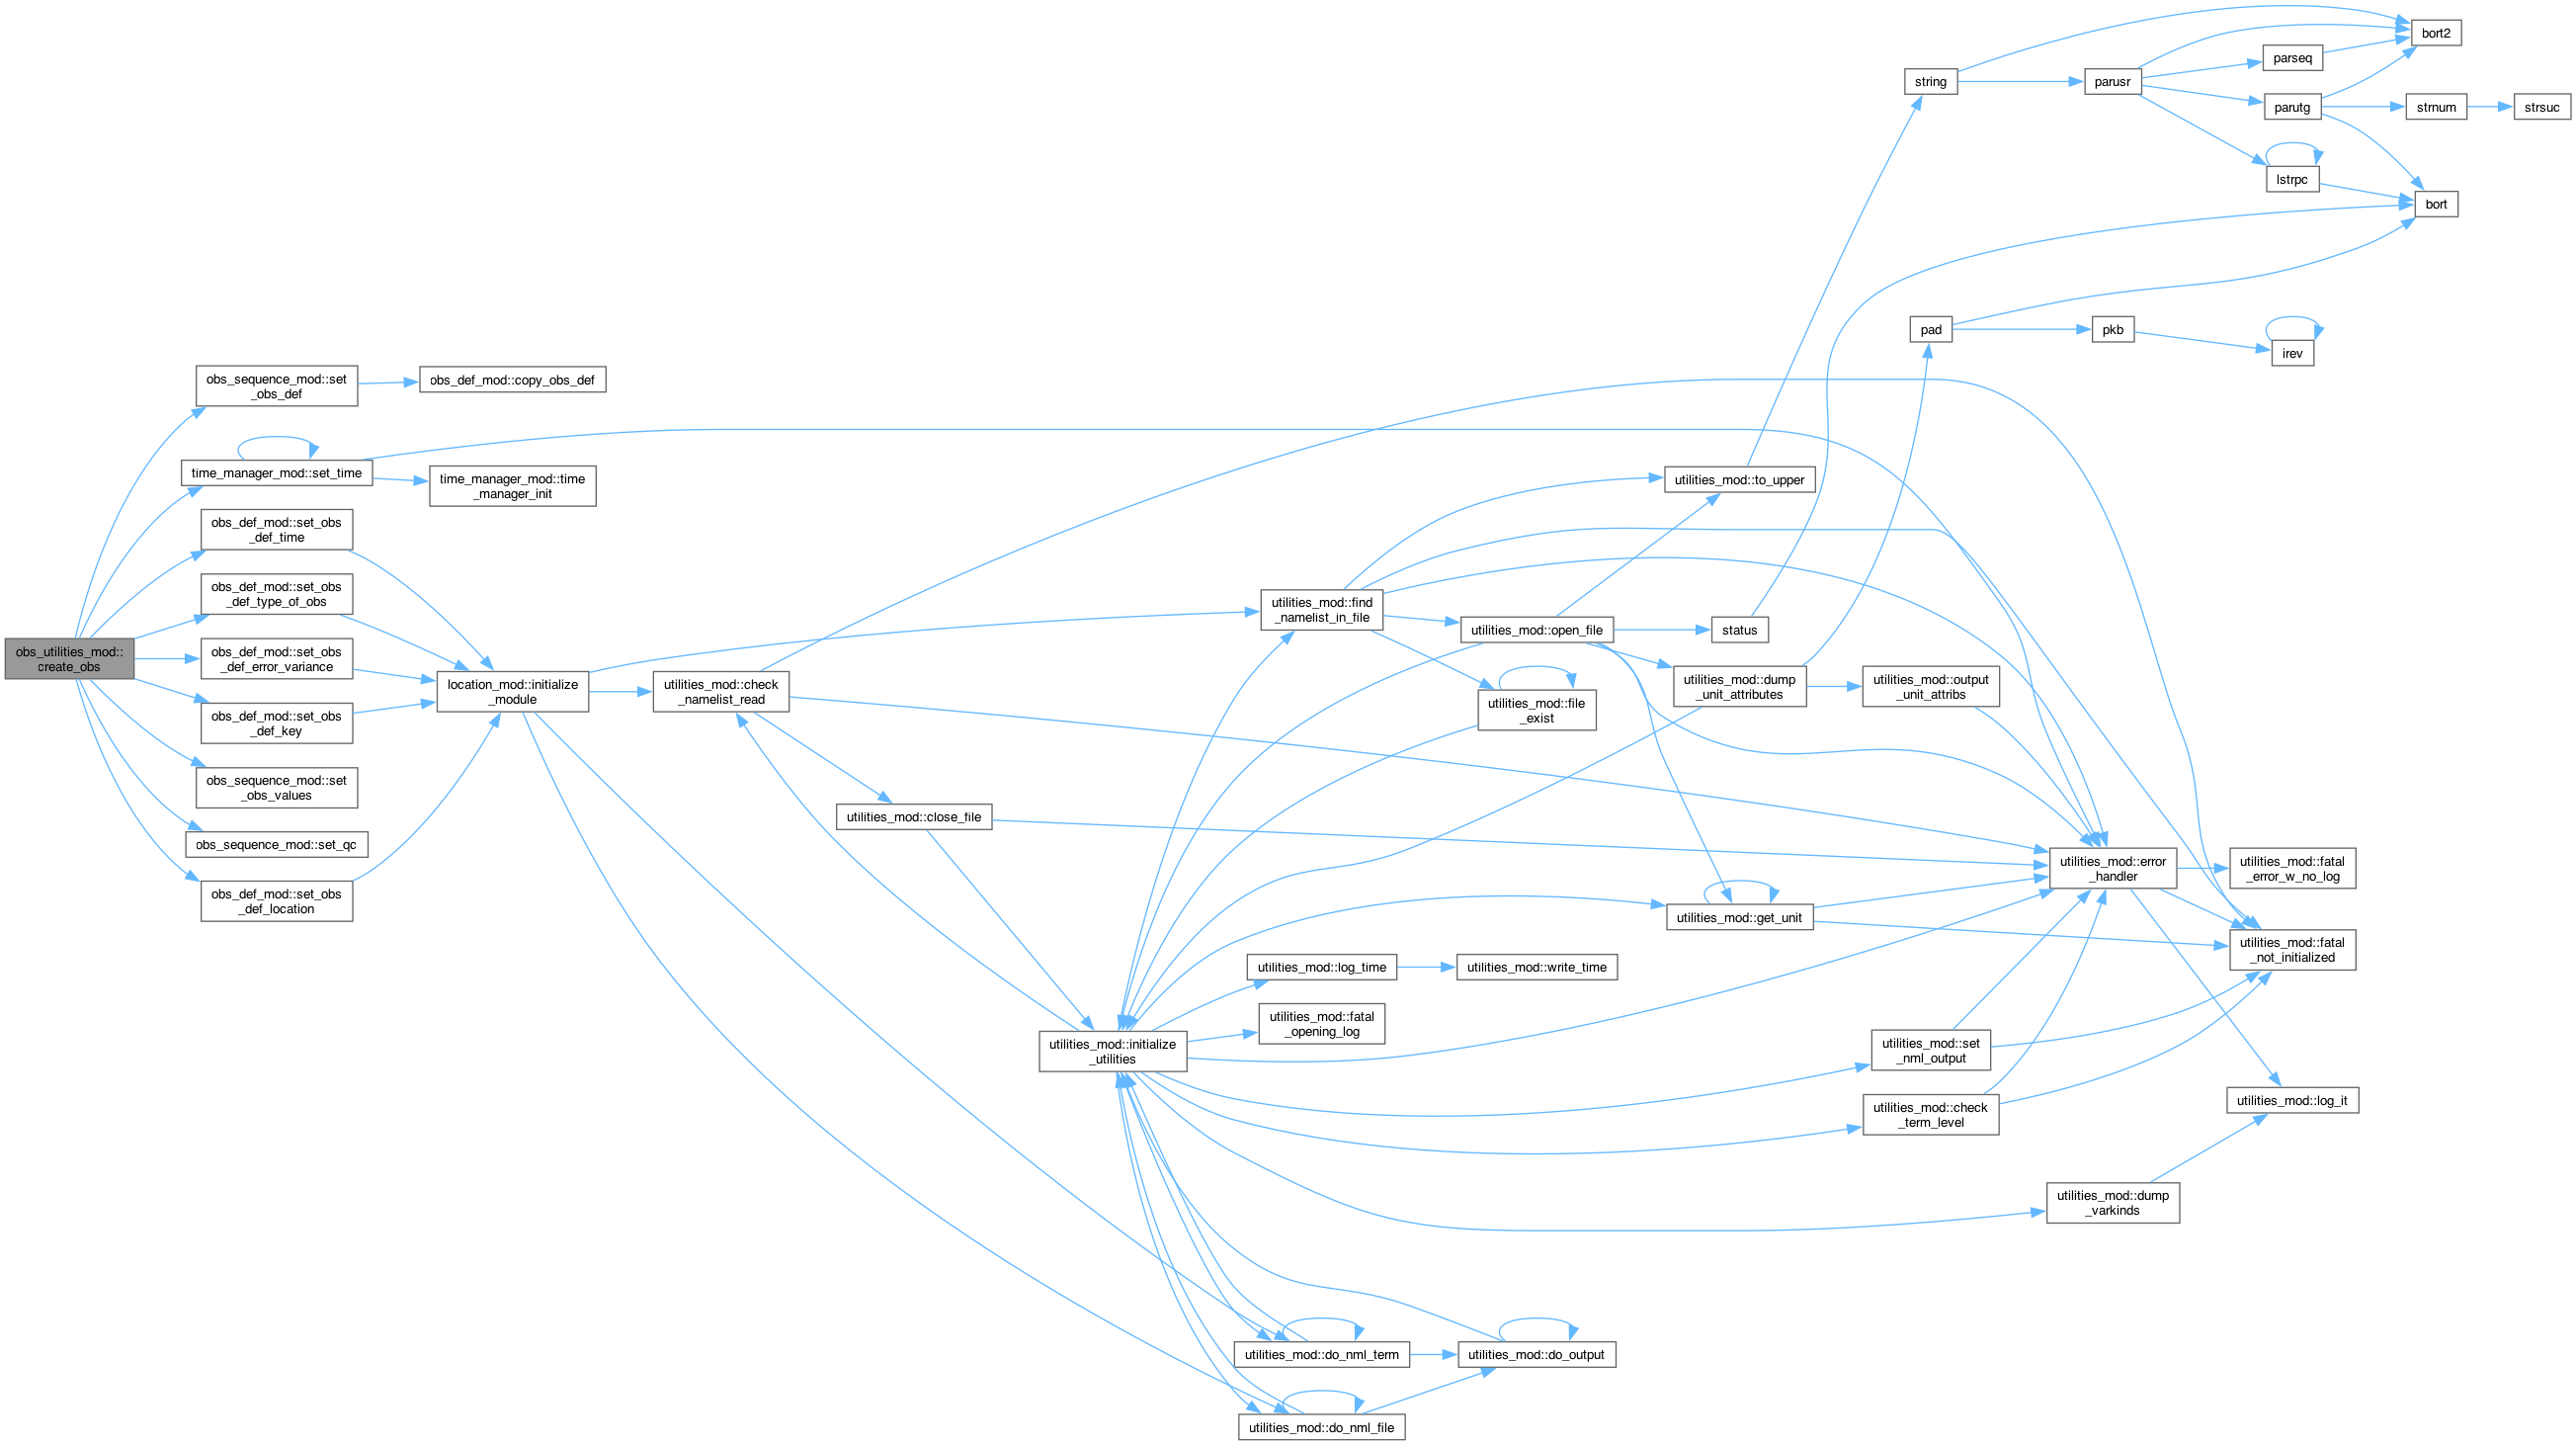 obs_utilities_mod::
create_obs
obs_sequence_mod::set
_obs_def
obs_def_mod::copy_obs_def
time_manager_mod::set_time
time_manager_mod::time
_manager_init
obs_def_mod::set_obs
_def_time
obs_def_mod::set_obs
_def_type_of_obs
obs_def_mod::set_obs
_def_error_variance
obs_def_mod::set_obs
_def_key
obs_sequence_mod::set
_obs_values
obs_sequence_mod::set_qc
obs_def_mod::set_obs
_def_location
location_mod::initialize
_module
utilities_mod::check
_namelist_read
utilities_mod::close_file
utilities_mod::initialize
_utilities
utilities_mod::find
_namelist_in_file
utilities_mod::open_file
utilities_mod::file
_exist
utilities_mod::log_time
utilities_mod::write_time
utilities_mod::fatal
_opening_log
utilities_mod::do_nml_term
utilities_mod::do_output
utilities_mod::do_nml_file
utilities_mod::to_upper
status
utilities_mod::dump
_unit_attributes
utilities_mod::get_unit
utilities_mod::output
_unit_attribs
utilities_mod::set
_nml_output
utilities_mod::check
_term_level
utilities_mod::dump
_varkinds
utilities_mod::error
_handler
utilities_mod::fatal
_error_w_no_log
utilities_mod::fatal
_not_initialized
utilities_mod::log_it
string
parusr
parseq
parutg
lstrpc
bort2
strnum
strsuc
bort
pad
pkb
irev